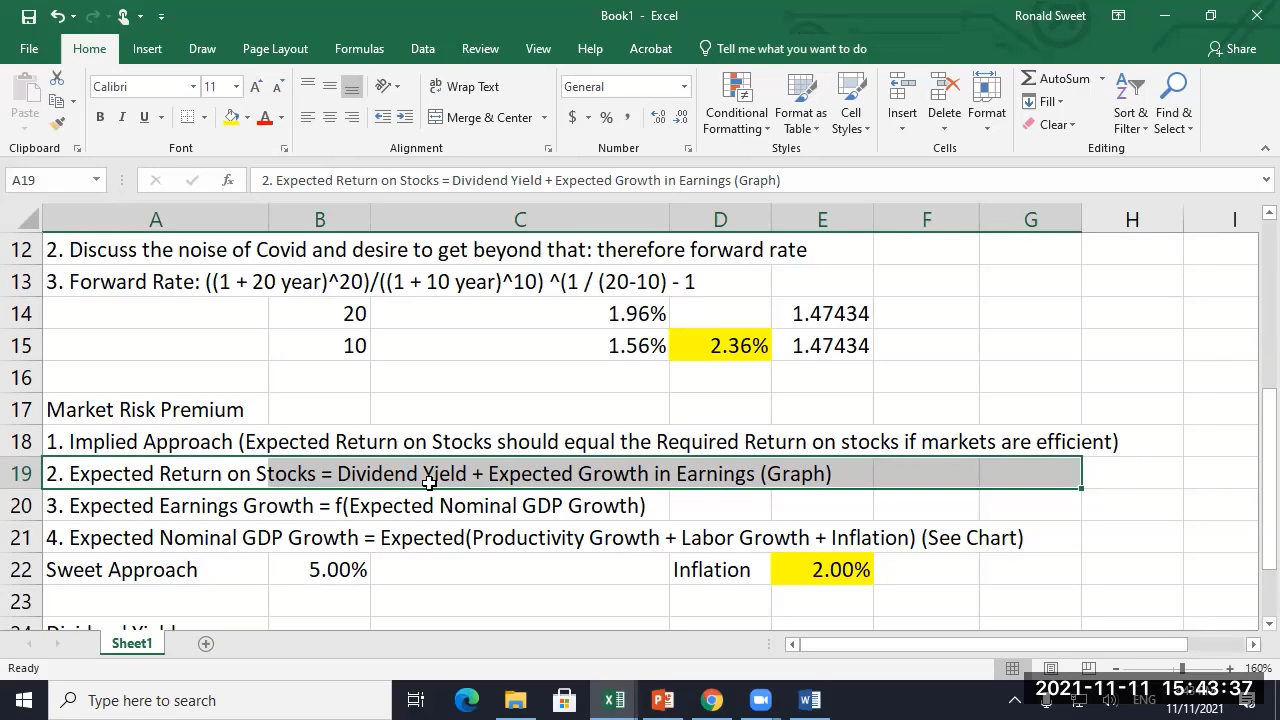 Book1 - Excel
Ronald Sweet
File Home Insert Draw Page Layout Formulas Data Review View Help Acrobat Tell me what you want to do Share
Paste
Clipboard
Calibri 11
B I U A
Font
Wrap Text
Merge & Center
Alignment
General
$ % ,
Number
Conditional Formatting
Format as Table
Cell Styles
Styles
Insert Delete Format
Cells
AutoSum
Fill
Clear
Sort & Filter
Find & Select
Editing
A19 fx 2. Expected Return on Stocks = Dividend Yield + Expected Growth in Earnings (Graph)
A B C D E F G H I
12 2. Discuss the noise of Covid and desire to get beyond that: therefore forward rate
13 3. Forward Rate: ((1 + 20 year)^20)/((1 + 10 year)^10) ^(1 / (20-10) - 1
14 20 1.96% 1.47434
15 10 1.56% 2.36% 1.47434
16
17 Market Risk Premium
18 1. Implied Approach (Expected Return on Stocks should equal the Required Return on stocks if markets are efficient)
19 2. Expected Return on Stocks = Dividend Yield + Expected Growth in Earnings (Graph)
20 3. Expected Earnings Growth = f(Expected Nominal GDP Growth)
21 4. Expected Nominal GDP Growth = Expected(Productivity Growth + Labor Growth + Inflation) (See Chart)
22 Sweet Approach 5.00% Inflation 2.00%
23
24 Dividend Yield
Sheet1
Ready 160%
Type here to search
2021-11-11 15:43:37
ENG
11/11/2021